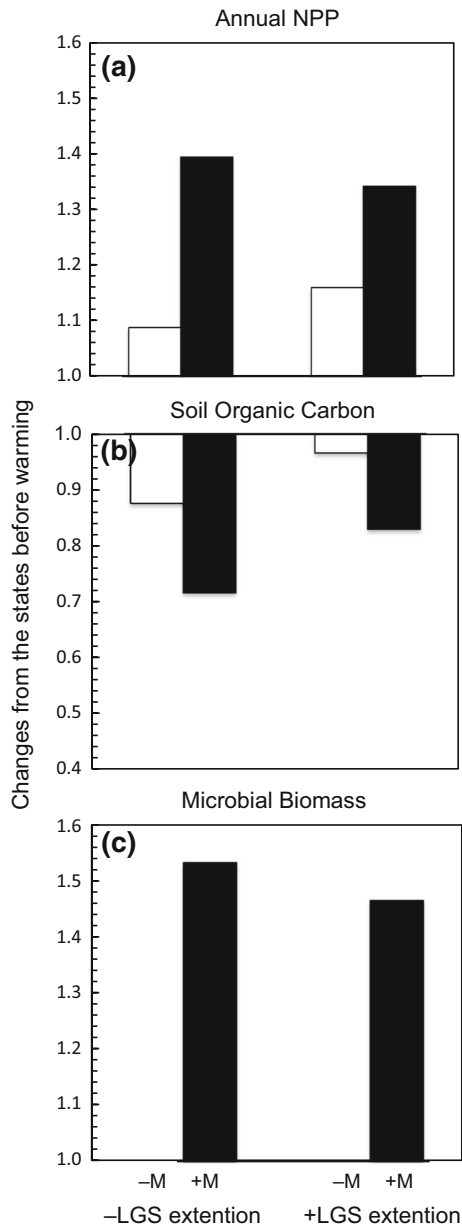 Annual NPP
(a)
1.6
1.5
1.4
1.3
1.2
1.1
1.0
Soil Organic Carbon
(b)
1.0
0.9
0.8
0.7
0.6
0.5
0.4
Changes from the states before warming
Microbial Biomass
(c)
1.6
1.5
1.4
1.3
1.2
1.1
1.0
–M +M –M +M
–LGS extention +LGS extention